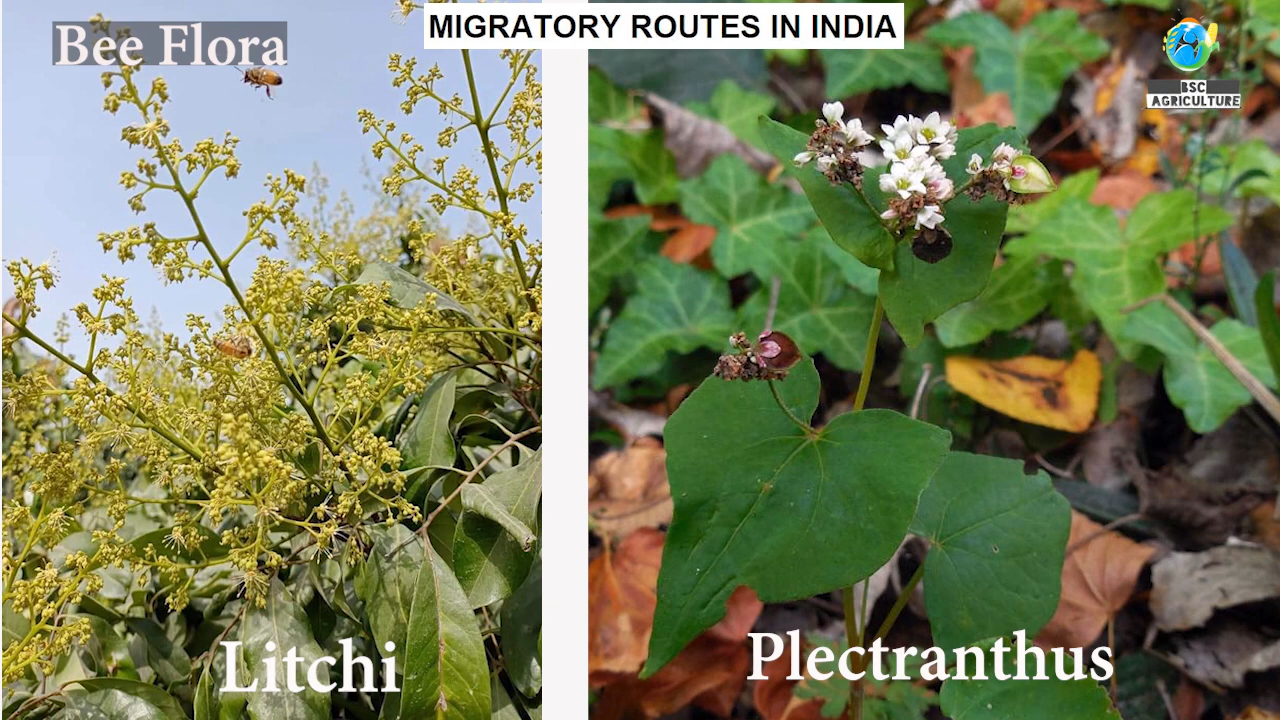 MIGRATORY ROUTES IN INDIA
Bee Flora
BSC
AGRICULTURE
Litchi
Plectranthus